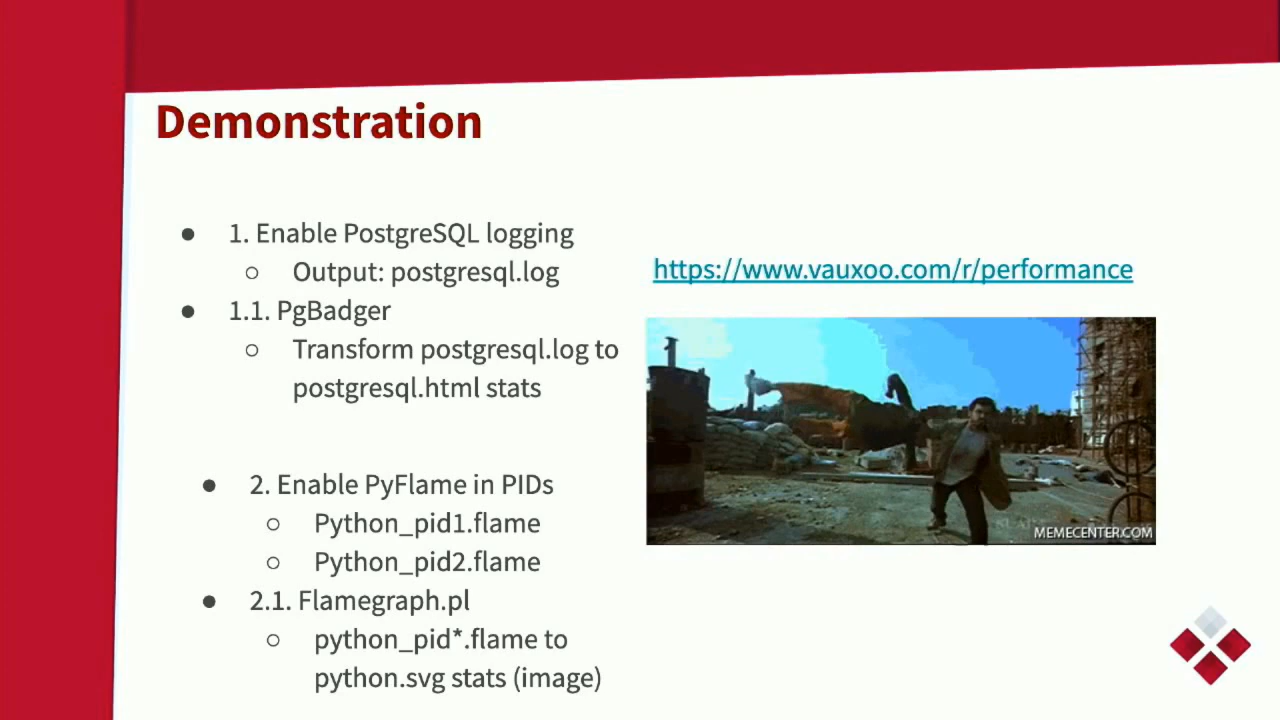 Demonstration
● 1. Enable PostgreSQL logging
○ Output: postgresql.log
● 1.1. PgBadger
○ Transform postgresql.log to
postgresql.html stats
● 2. Enable PyFlame in PIDs
○ Python_pid1.flame
○ Python_pid2.flame
● 2.1. Flamegraph.pl
○ python_pid*.flame to
python.svg stats (image)
https://www.vauxoo.com/r/performance
MEMECENTER.COM